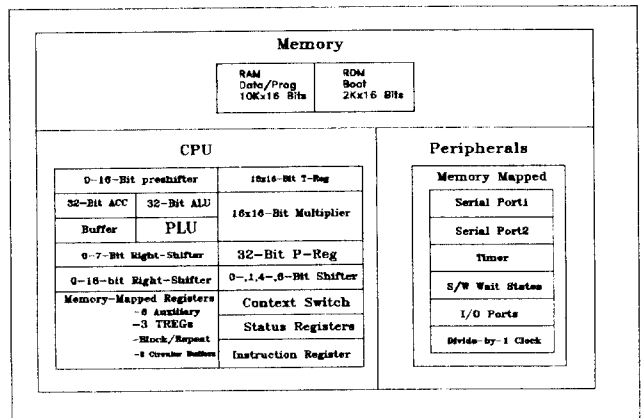 Memory
RAM
Data/Prog
10Kx16 Bits
ROM
Boot
2Kx16 Bits
CPU
0-16-Bit preshifter
16x16-Bit T-Reg
32-Bit ACC
32-Bit ALU
16x16-Bit Multiplier
Buffer
PLU
0-7-Bit Right-Shifter
32-Bit P-Reg
0-16-bit Right-Shifter
0-,1,4-,6-Bit Shifter
Memory-Mapped Registers
-8 Auxiliary
-3 TREGs
-Block/Repeat
-2 Circular Buffers
Context Switch
Status Registers
Instruction Register
Peripherals
Memory Mapped
Serial Port1
Serial Port2
Timer
S/W Wait States
I/O Ports
Divide-by-1 Clock